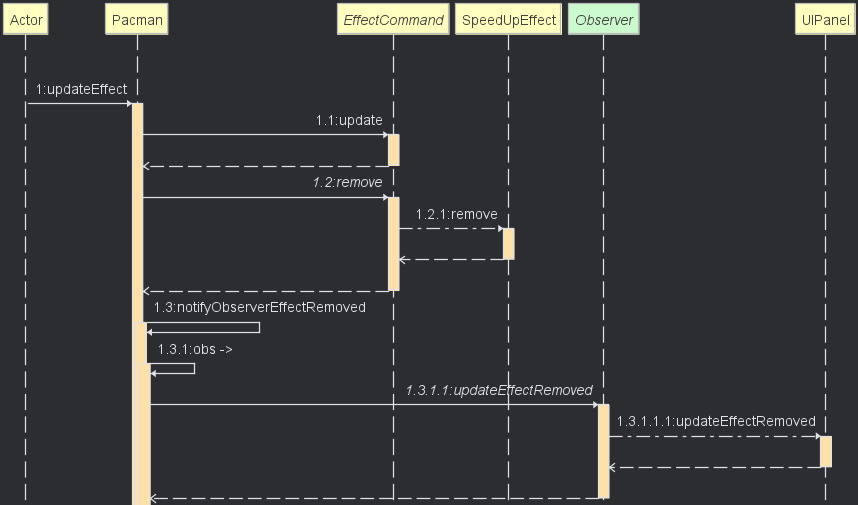 Actor
Pacman
EffectCommand
SpeedUpEffect
Observer
UIPanel
1:updateEffect
1.1:update
1.2:remove
1.2.1:remove
1.3:notifyObserverEffectRemoved
1.3.1:obs ->
1.3.1.1:updateEffectRemoved
1.3.1.1.1:updateEffectRemoved